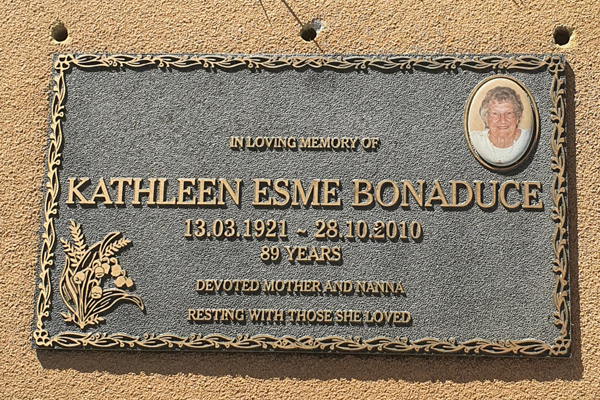 IN LOVING MEMORY OF
KATHLEEN ESME BONADUCE
13.03.1921 ~ 28.10.2010
89 YEARS
DEVOTED MOTHER AND NANNA
RESTING WITH THOSE SHE LOVED